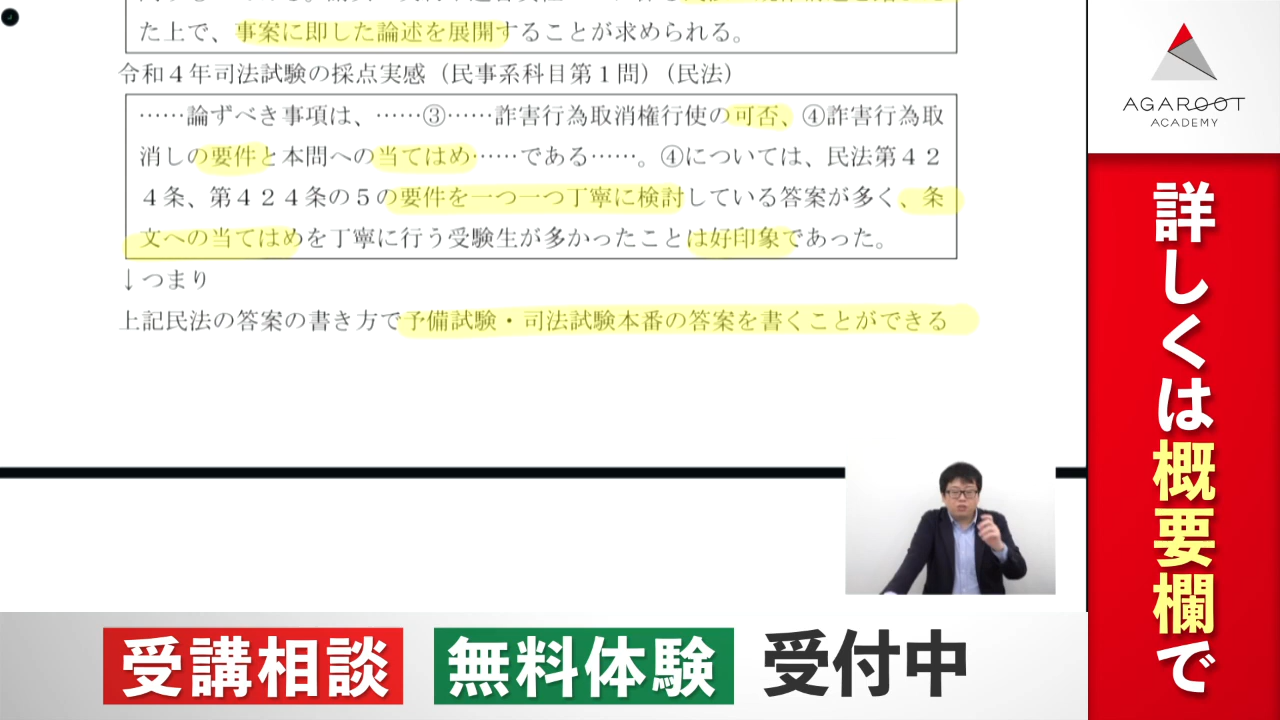 た上で、事案に即した論述を展開することが求められる。
令和４年司法試験の採点実感（民事系科目第１問）（民法）
……論ずべき事項は、……③……詐害行為取消権行使の可否、④詐害行為取
消しの要件と本問への当てはめ……である……。④については、民法第４２
４条、第４２４条の５の要件を一つ一つ丁寧に検討している答案が多く、条
文への当てはめを丁寧に行う受験生が多かったことは好印象であった。
↓つまり
上記民法の答案の書き方で予備試験・司法試験本番の答案を書くことができる
AGAROOT
ACADEMY
詳しくは概要欄で
受講相談 無料体験 受付中